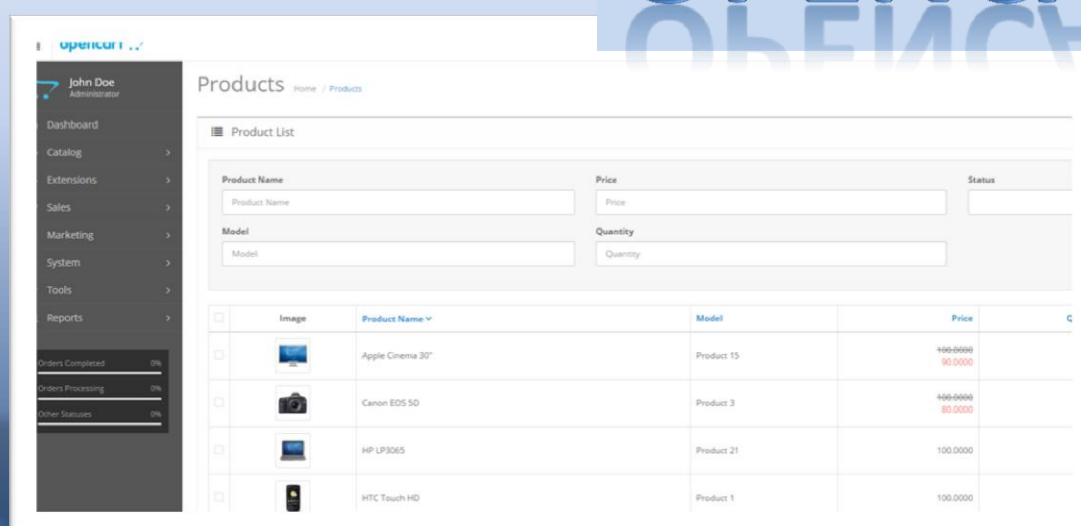 OPENCA
opencart
John Doe
Administrator
Products Home / Products
Dashboard
Catalog
Extensions
Sales
Marketing
System
Tools
Reports
Orders Completed 0%
Orders Processing 0%
Other Statuses 0%
Product List
Product Name Price Status
Product Name Price
Model Quantity
Model Quantity
Image Product Name Model Price Q
Apple Cinema 30" Product 15 100.0000
90.0000
Canon EOS 5D Product 3 100.0000
80.0000
HP LP3065 Product 21 100.0000
HTC Touch HD Product 1 100.0000